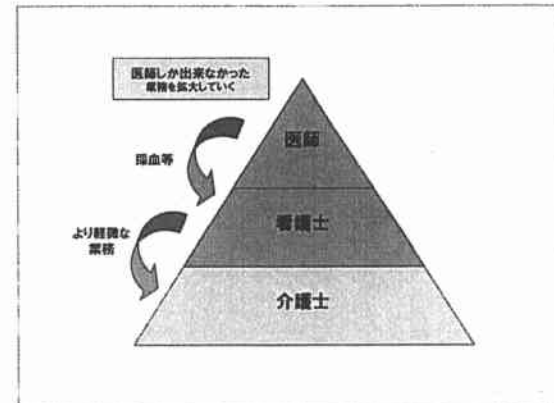 医師しか出来なかった
業務を拡大していく
医師
採血等
看護士
より軽微な
業務
介護士